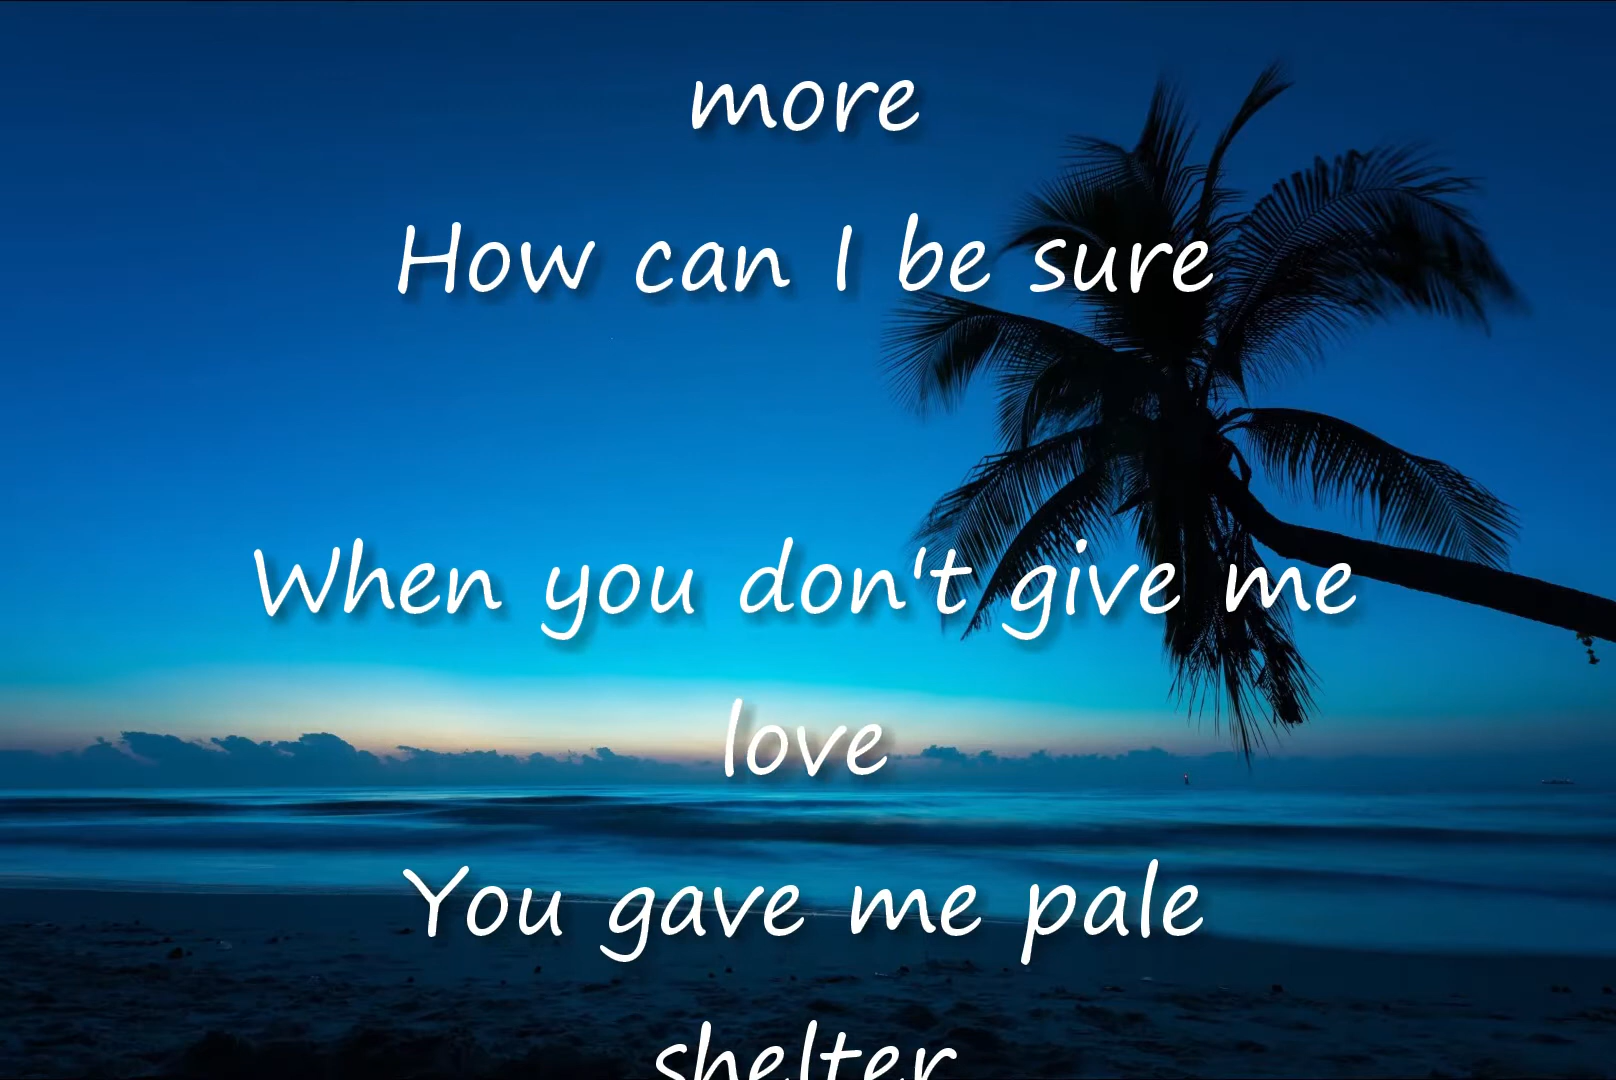 more
How can I be sure
When you don't give me
love
You gave me pale
shelter